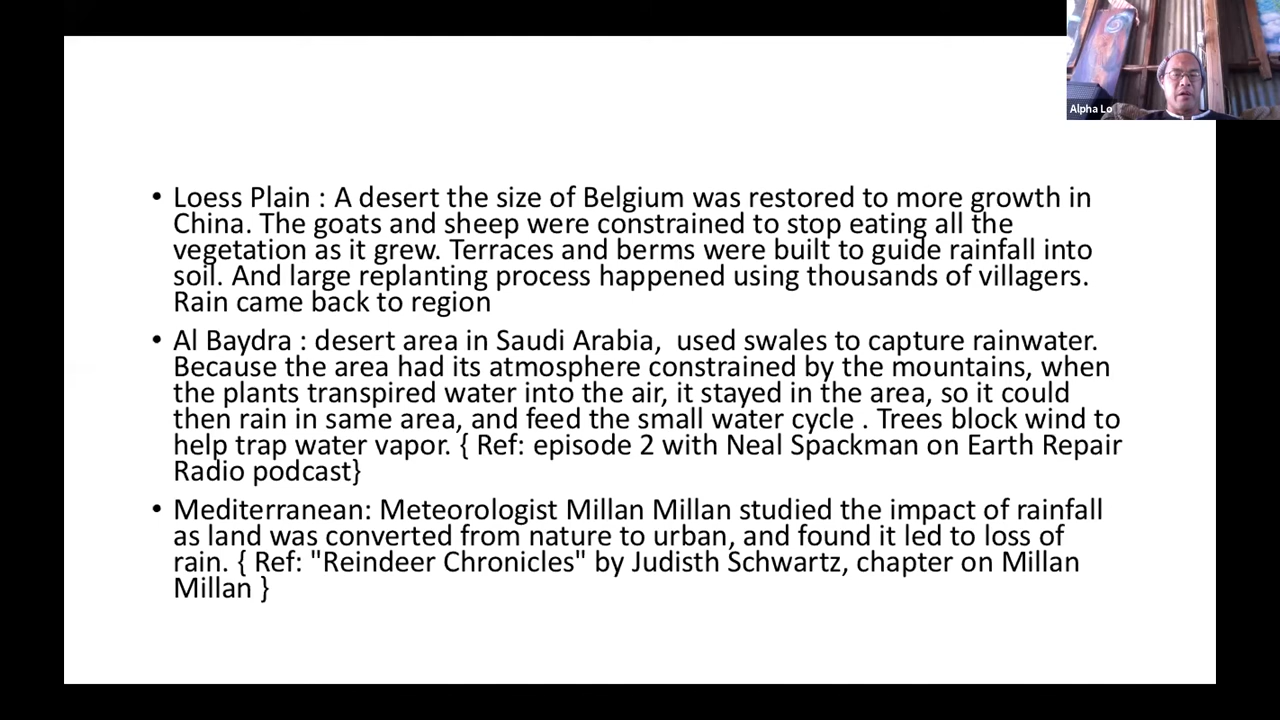 Alpha Lo
• Loess Plain : A desert the size of Belgium was restored to more growth in
China. The goats and sheep were constrained to stop eating all the
vegetation as it grew. Terraces and berms were built to guide rainfall into
soil. And large replanting process happened using thousands of villagers.
Rain came back to region
• Al Baydra : desert area in Saudi Arabia,  used swales to capture rainwater.
Because the area had its atmosphere constrained by the mountains, when
the plants transpired water into the air, it stayed in the area, so it could
then rain in same area, and feed the small water cycle . Trees block wind to
help trap water vapor. { Ref: episode 2 with Neal Spackman on Earth Repair
Radio podcast}
• Mediterranean: Meteorologist Millan Millan studied the impact of rainfall
as land was converted from nature to urban, and found it led to loss of
rain. { Ref: "Reindeer Chronicles" by Judisth Schwartz, chapter on Millan
Millan }